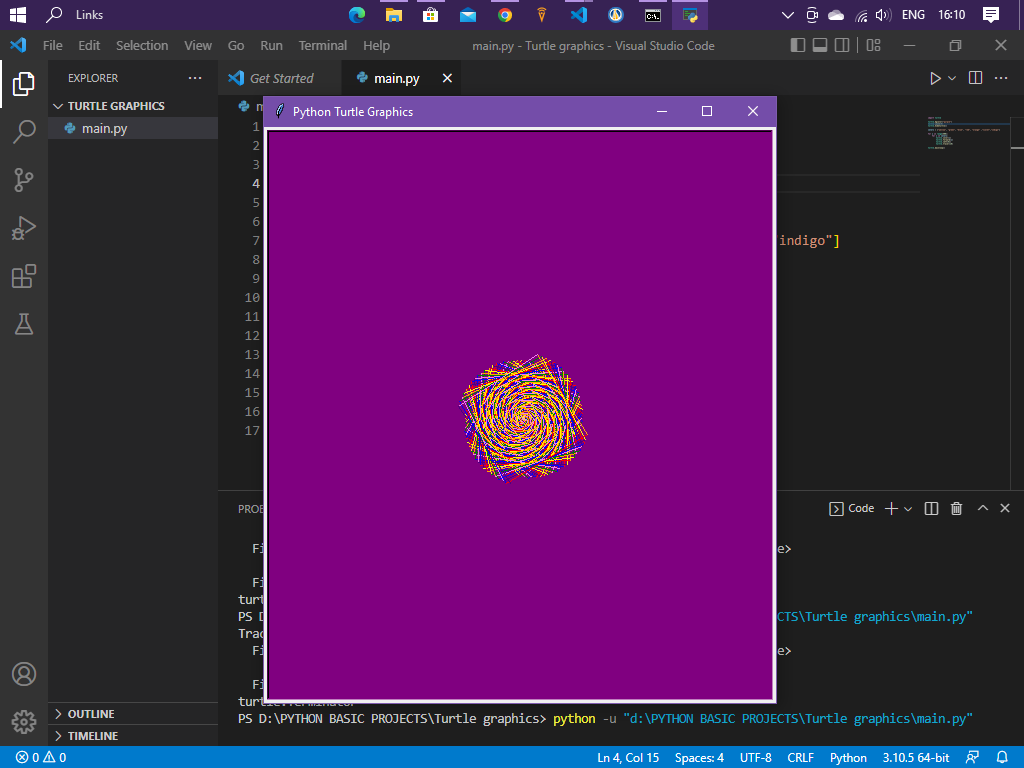 Links
ENG
16:10
File Edit Selection View Go Run Terminal Help
main.py - Turtle graphics - Visual Studio Code
EXPLORER
Get Started
main.py
TURTLE GRAPHICS
main.py
Python Turtle Graphics
1
2
3
4
5
6
7
indigo"]
8
9
10
11
12
13
14
15
16
17
PROB
Code
Fi
e>
Fi
turt
PS D
CTS\Turtle graphics\main.py"
Trac
Fi
e>
Fi
turtle.Terminator
PS D:\PYTHON BASIC PROJECTS\Turtle graphics> python -u "d:\PYTHON BASIC PROJECTS\Turtle graphics\main.py"
OUTLINE
TIMELINE
0 0
Ln 4, Col 15 Spaces: 4 UTF-8 CRLF Python 3.10.5 64-bit